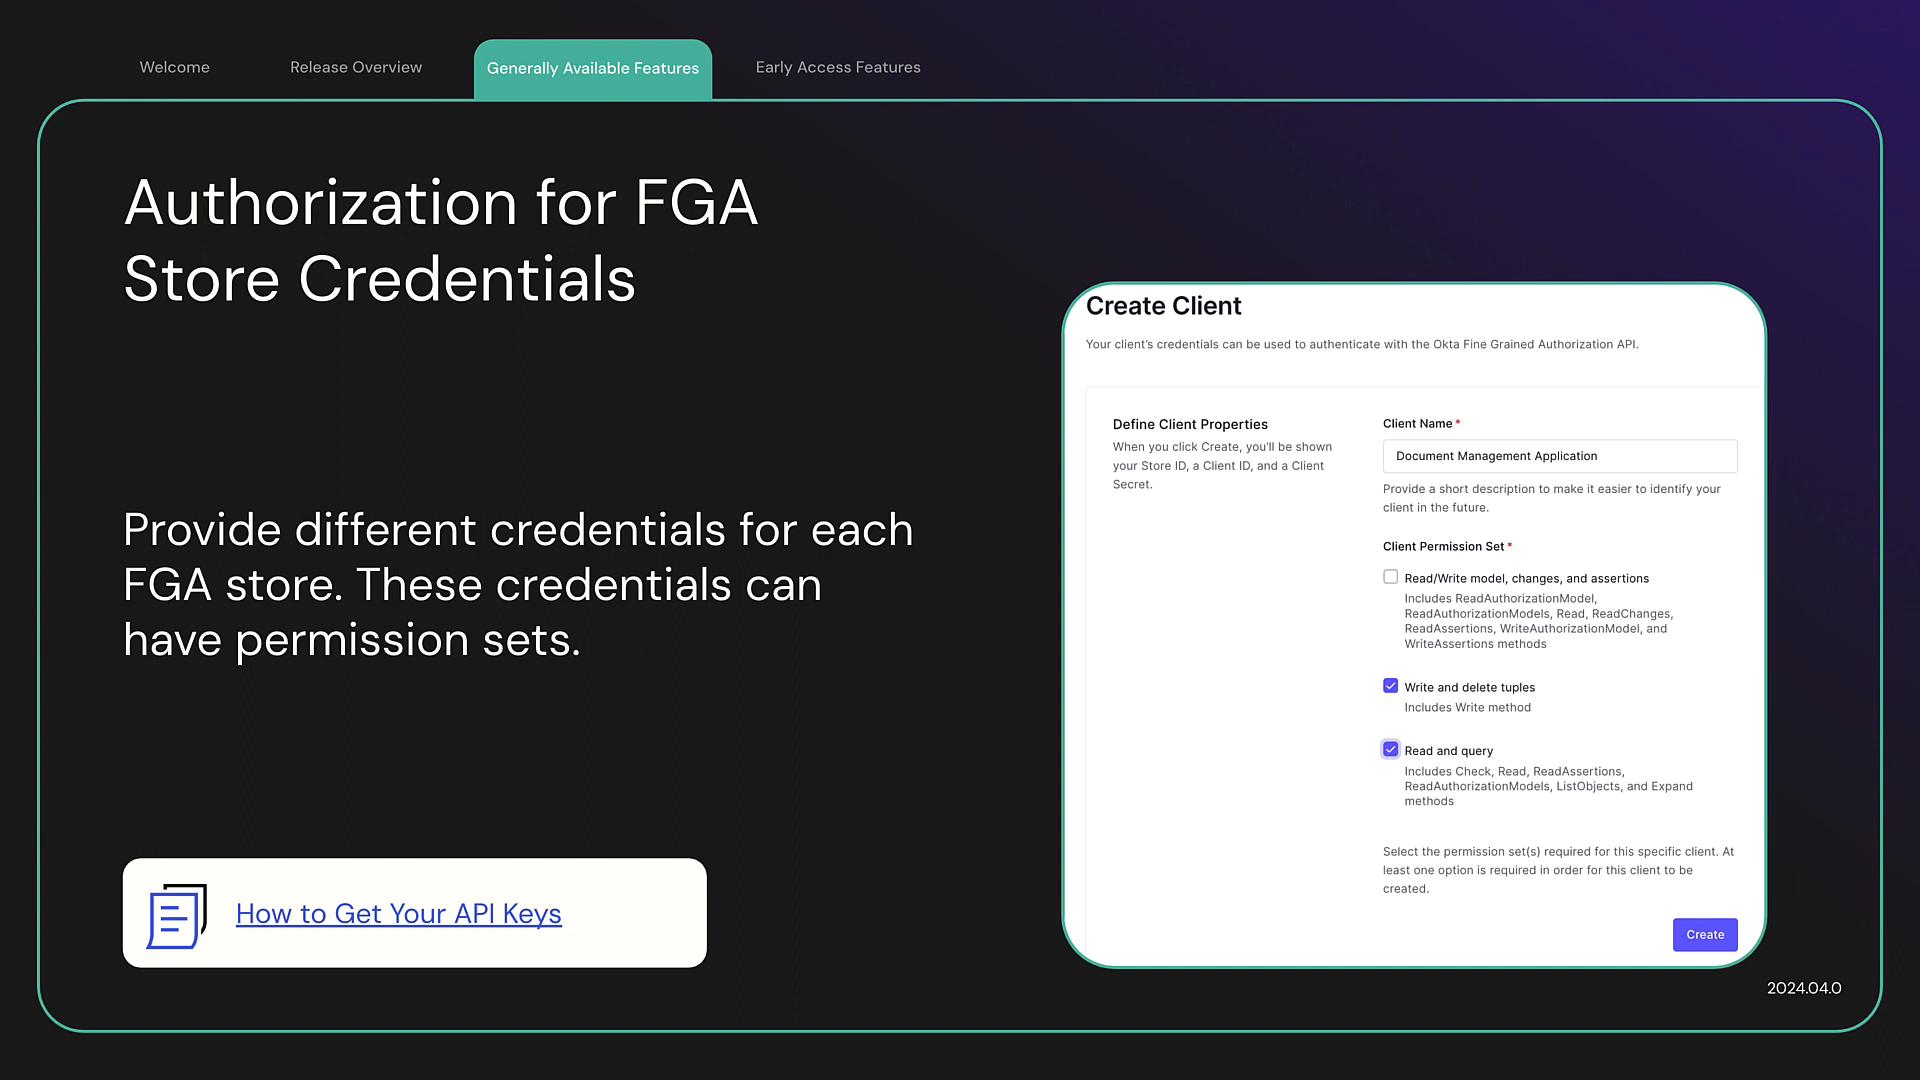 Welcome
Release Overview
Generally Available Features
Early Access Features
Authorization for FGA
Store Credentials
Provide different credentials for each
FGA store. These credentials can
have permission sets.
How to Get Your API Keys
Create Client
Your client's credentials can be used to authenticate with the Okta Fine Grained Authorization API.
Define Client Properties
When you click Create, you'll be shown
your Store ID, a Client ID, and a Client
Secret.
Client Name *
Document Management Application
Provide a short description to make it easier to identify your
client in the future.
Client Permission Set *
Read/Write model, changes, and assertions
Includes ReadAuthorizationModel,
ReadAuthorizationModels, Read, ReadChanges,
ReadAssertions, WriteAuthorizationModel, and
WriteAssertions methods
Write and delete tuples
Includes Write method
Read and query
Includes Check, Read, ReadAssertions,
ReadAuthorizationModels, ListObjects, and Expand
methods
Select the permission set(s) required for this specific client. At
least one option is required in order for this client to be
created.
Create
2024.04.0